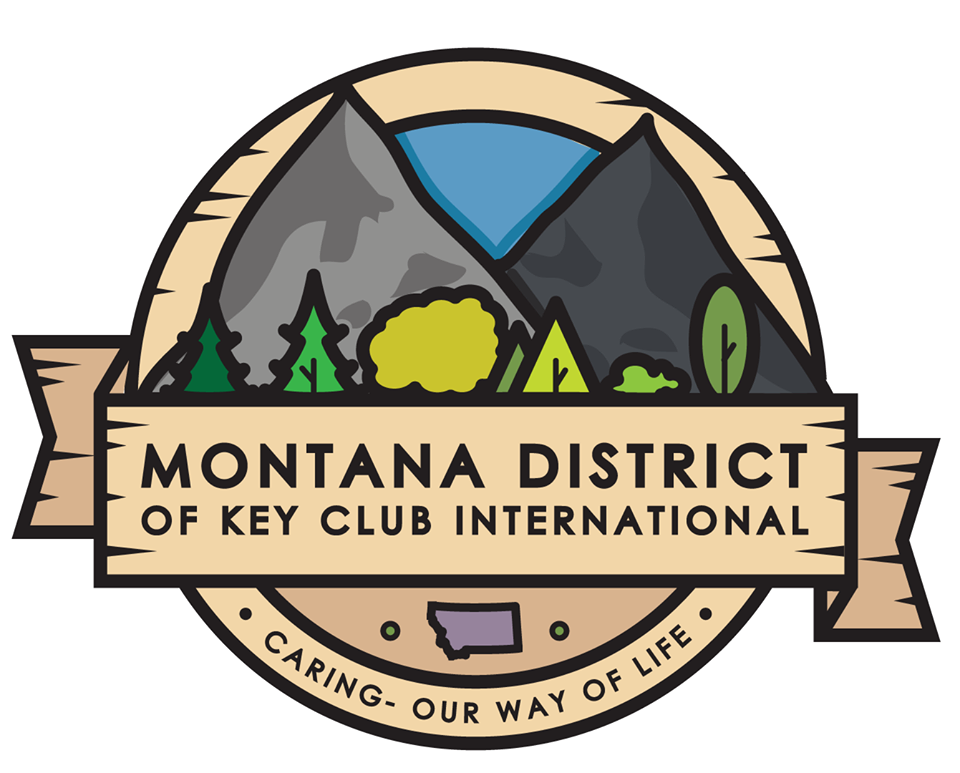 MONTANA DISTRICT
OF KEY CLUB INTERNATIONAL
CARING- OUR WAY OF LIFE